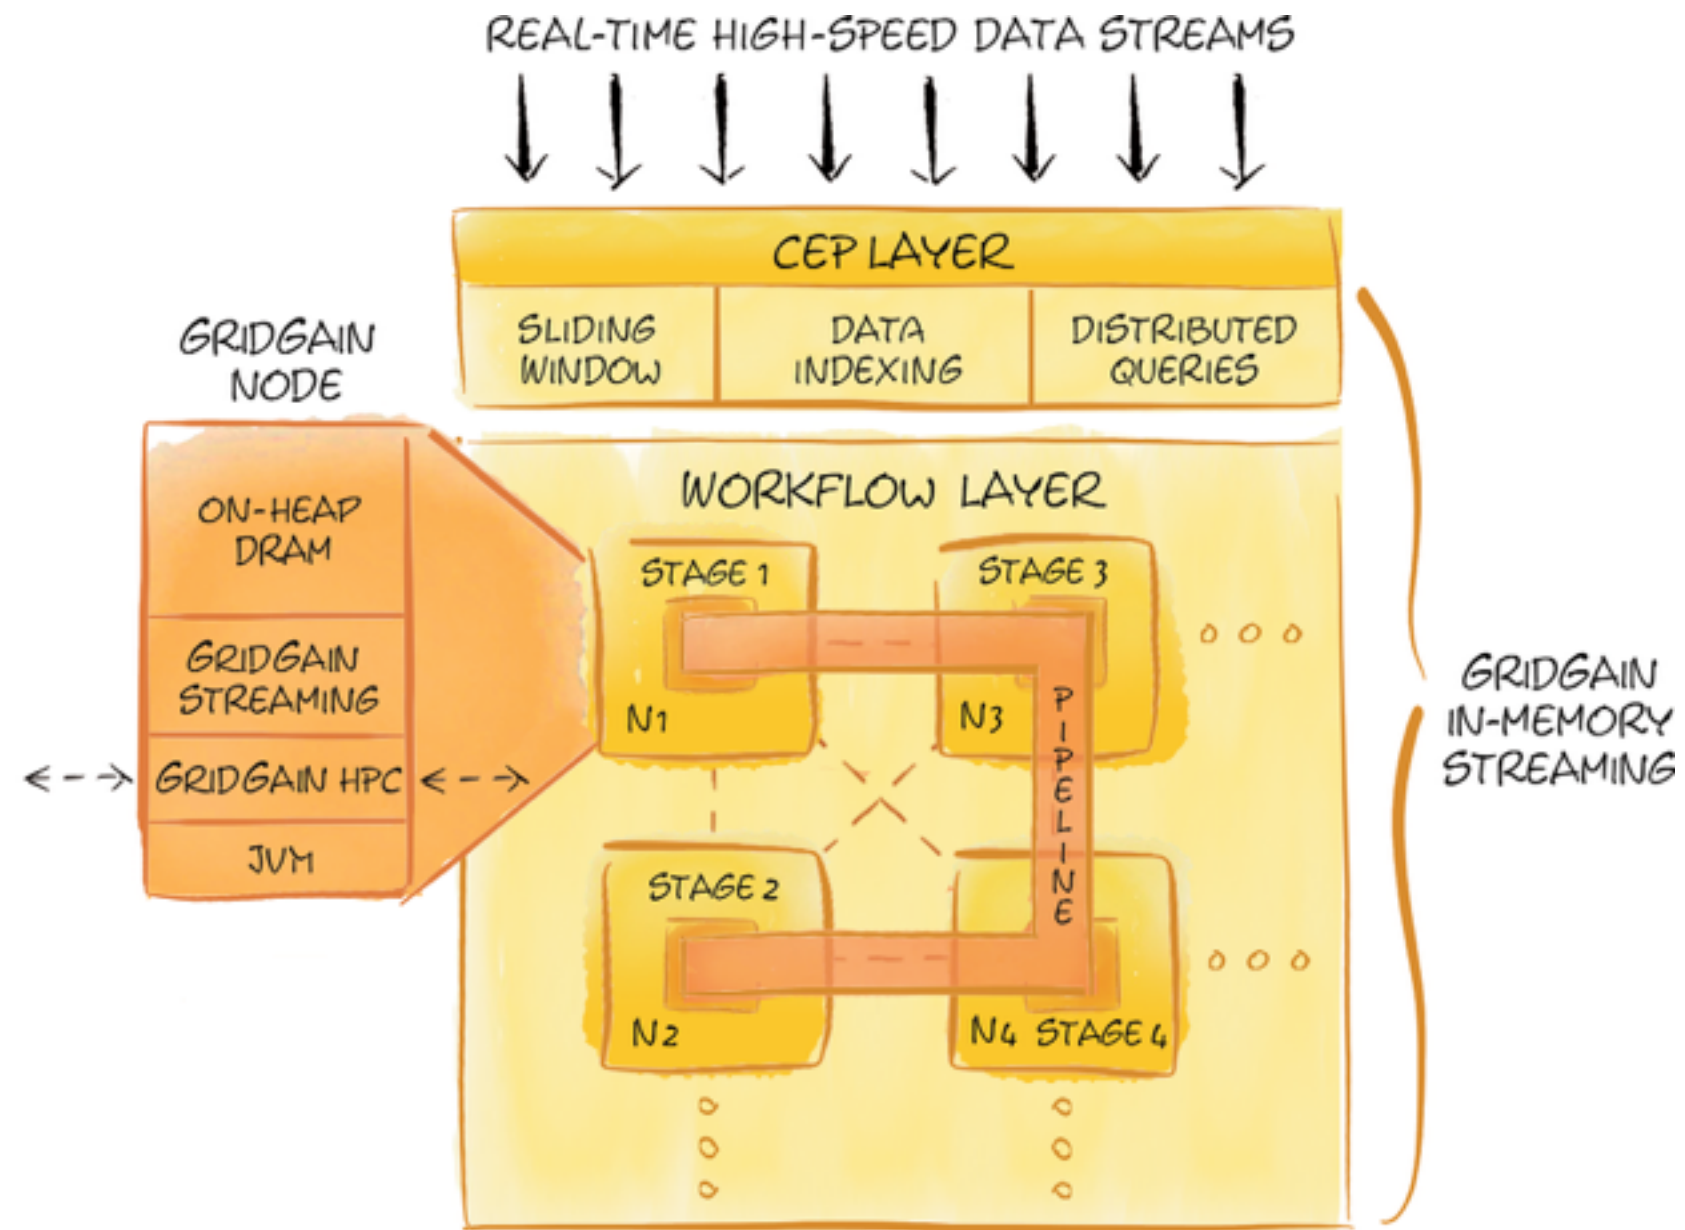 REAL-TIME HIGH-SPEED DATA STREAMS
CEP LAYER
SLIDING
WINDOW
DATA
INDEXING
DISTRIBUTED
QUERIES
GRIDGAIN
NODE
ON-HEAP
DRAM
GRIDGAIN
STREAMING
GRIDGAIN HPC
JVM
WORKFLOW LAYER
STAGE 1
N1
STAGE 3
N3
PIPELINE
STAGE 2
N2
N4 STAGE 4
GRIDGAIN
IN-MEMORY
STREAMING